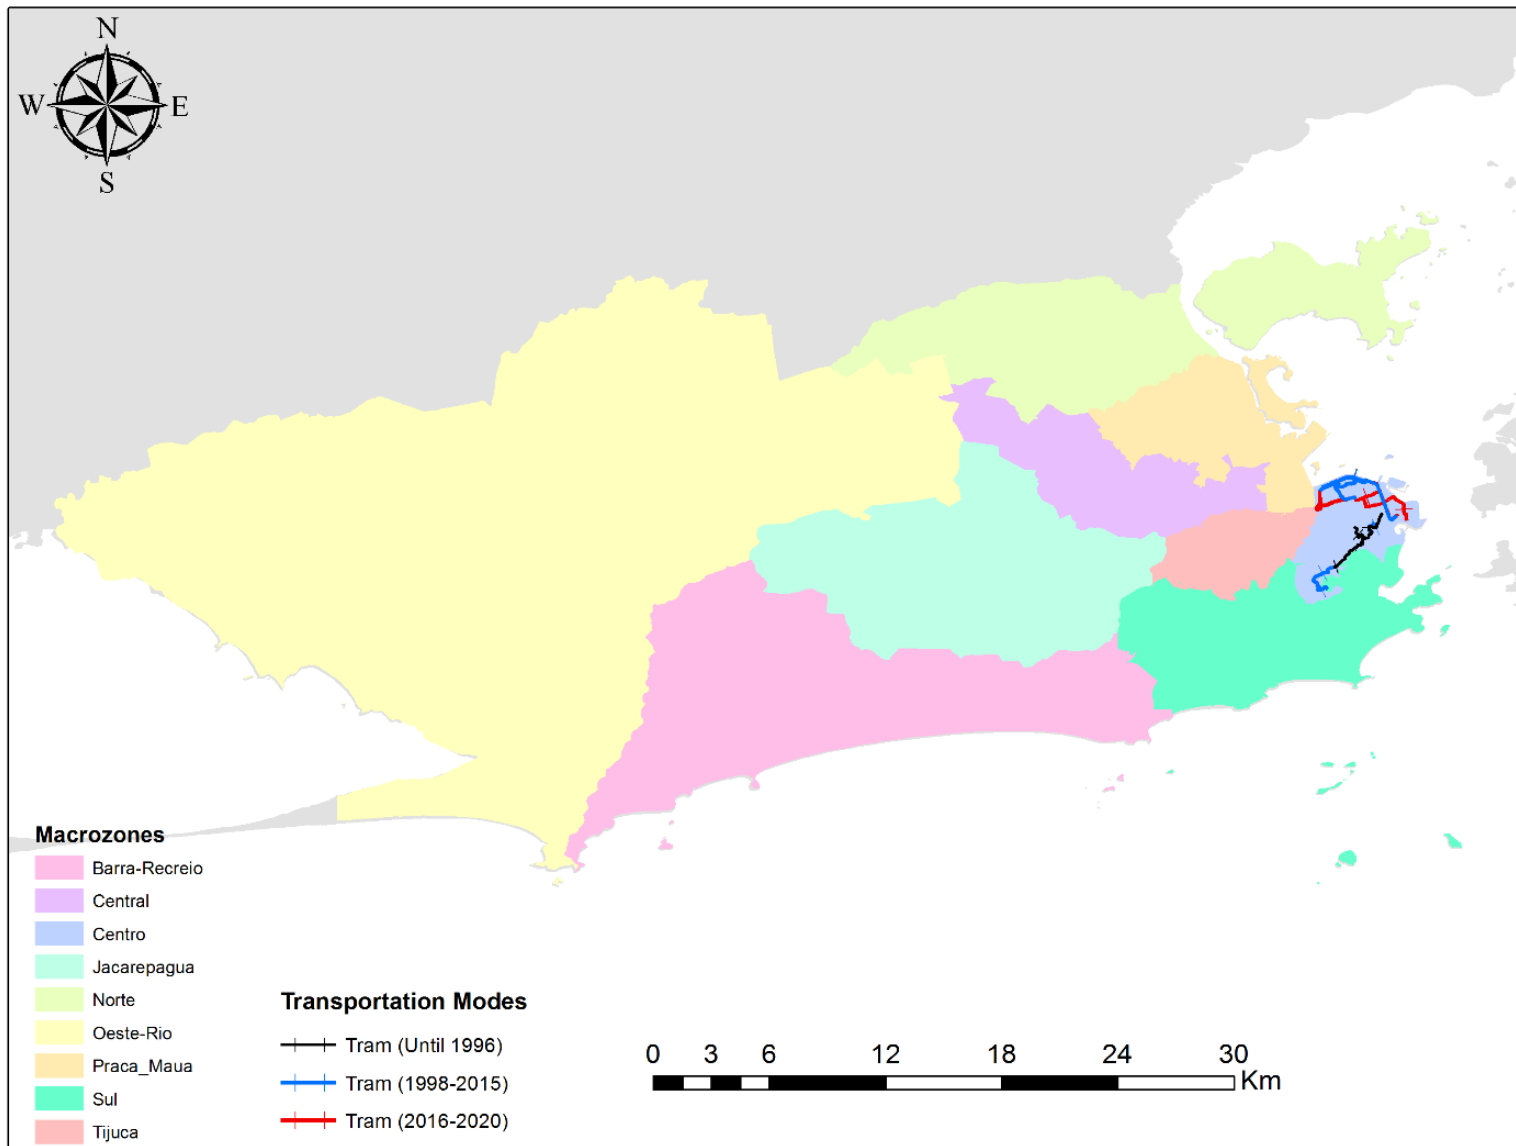 N
W E
S
Macrozones
Barra-Recreio
Central
Centro
Jacarepagua
Norte
Oeste-Rio
Praca_Maua
Sul
Tijuca
Transportation Modes
Tram (Until 1996)
Tram (1998-2015)
Tram (2016-2020)
0 3 6 12 18 24 30
Km